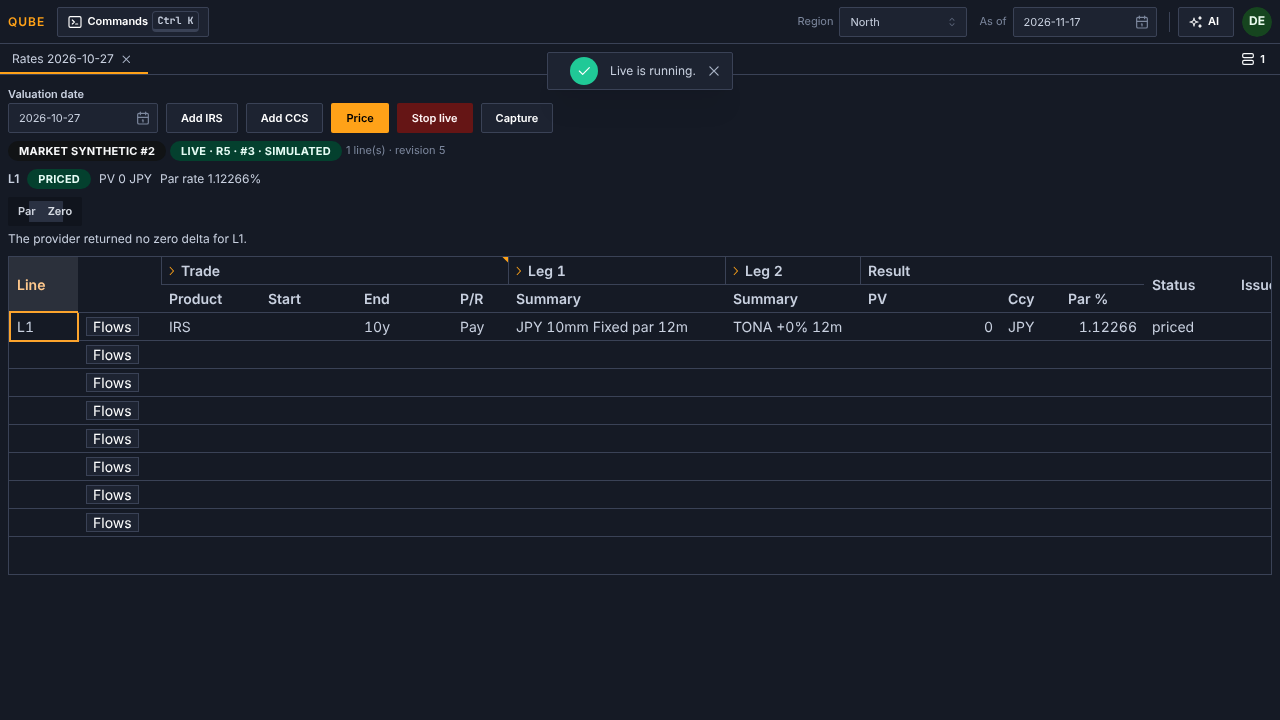 QUBE Commands Ctrl K Region North As of 2026-11-17 AI DE
Rates 2026-10-27 1
Live is running.
Valuation date
2026-10-27 Add IRS Add CCS Price Stop live Capture
MARKET SYNTHETIC #2 LIVE · R5 · #3 · SIMULATED 1 line(s) · revision 5
L1 PRICED PV 0 JPY Par rate 1.12266%
Par Zero
The provider returned no zero delta for L1.
Line Trade Leg 1 Leg 2 Result Status Issue
Product Start End P/R Summary Summary PV Ccy Par %
L1 Flows IRS 10y Pay JPY 10mm Fixed par 12m TONA +0% 12m 0 JPY 1.12266 priced
Flows
Flows
Flows
Flows
Flows
Flows
Flows